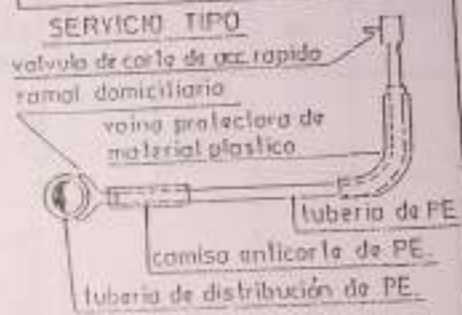 SERVICIO TIPO
valvula de corte de acc. rapido
ramal domiciliario
vaina protectora de
material plastico
tuberia de PE
camisa anticorte de PE.
tuberia de distribución de PE.